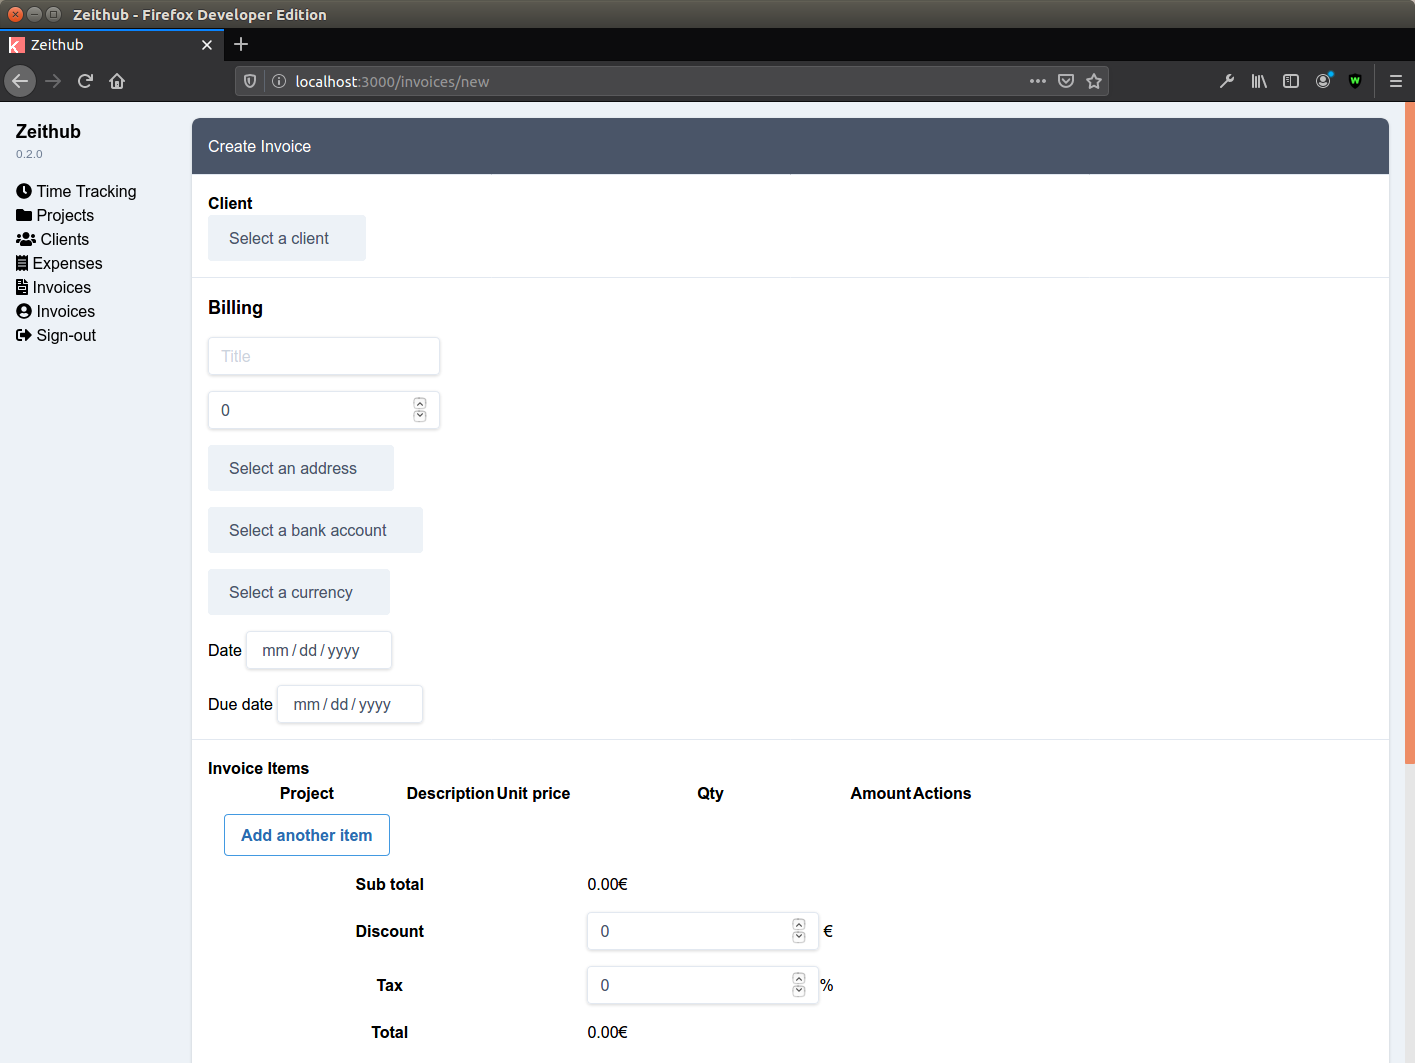 Zeithub - Firefox Developer Edition
Zeithub
localhost:3000/invoices/new
Zeithub
0.2.0
Time Tracking
Projects
Clients
Expenses
Invoices
Invoices
Sign-out
Create Invoice
Client
Select a client
Billing
Title
0
Select an address
Select a bank account
Select a currency
Date mm / dd / yyyy
Due date mm / dd / yyyy
Invoice Items
Project Description Unit price Qty Amount Actions
Add another item
Sub total 0.00€
Discount 0 €
Tax 0 %
Total 0.00€